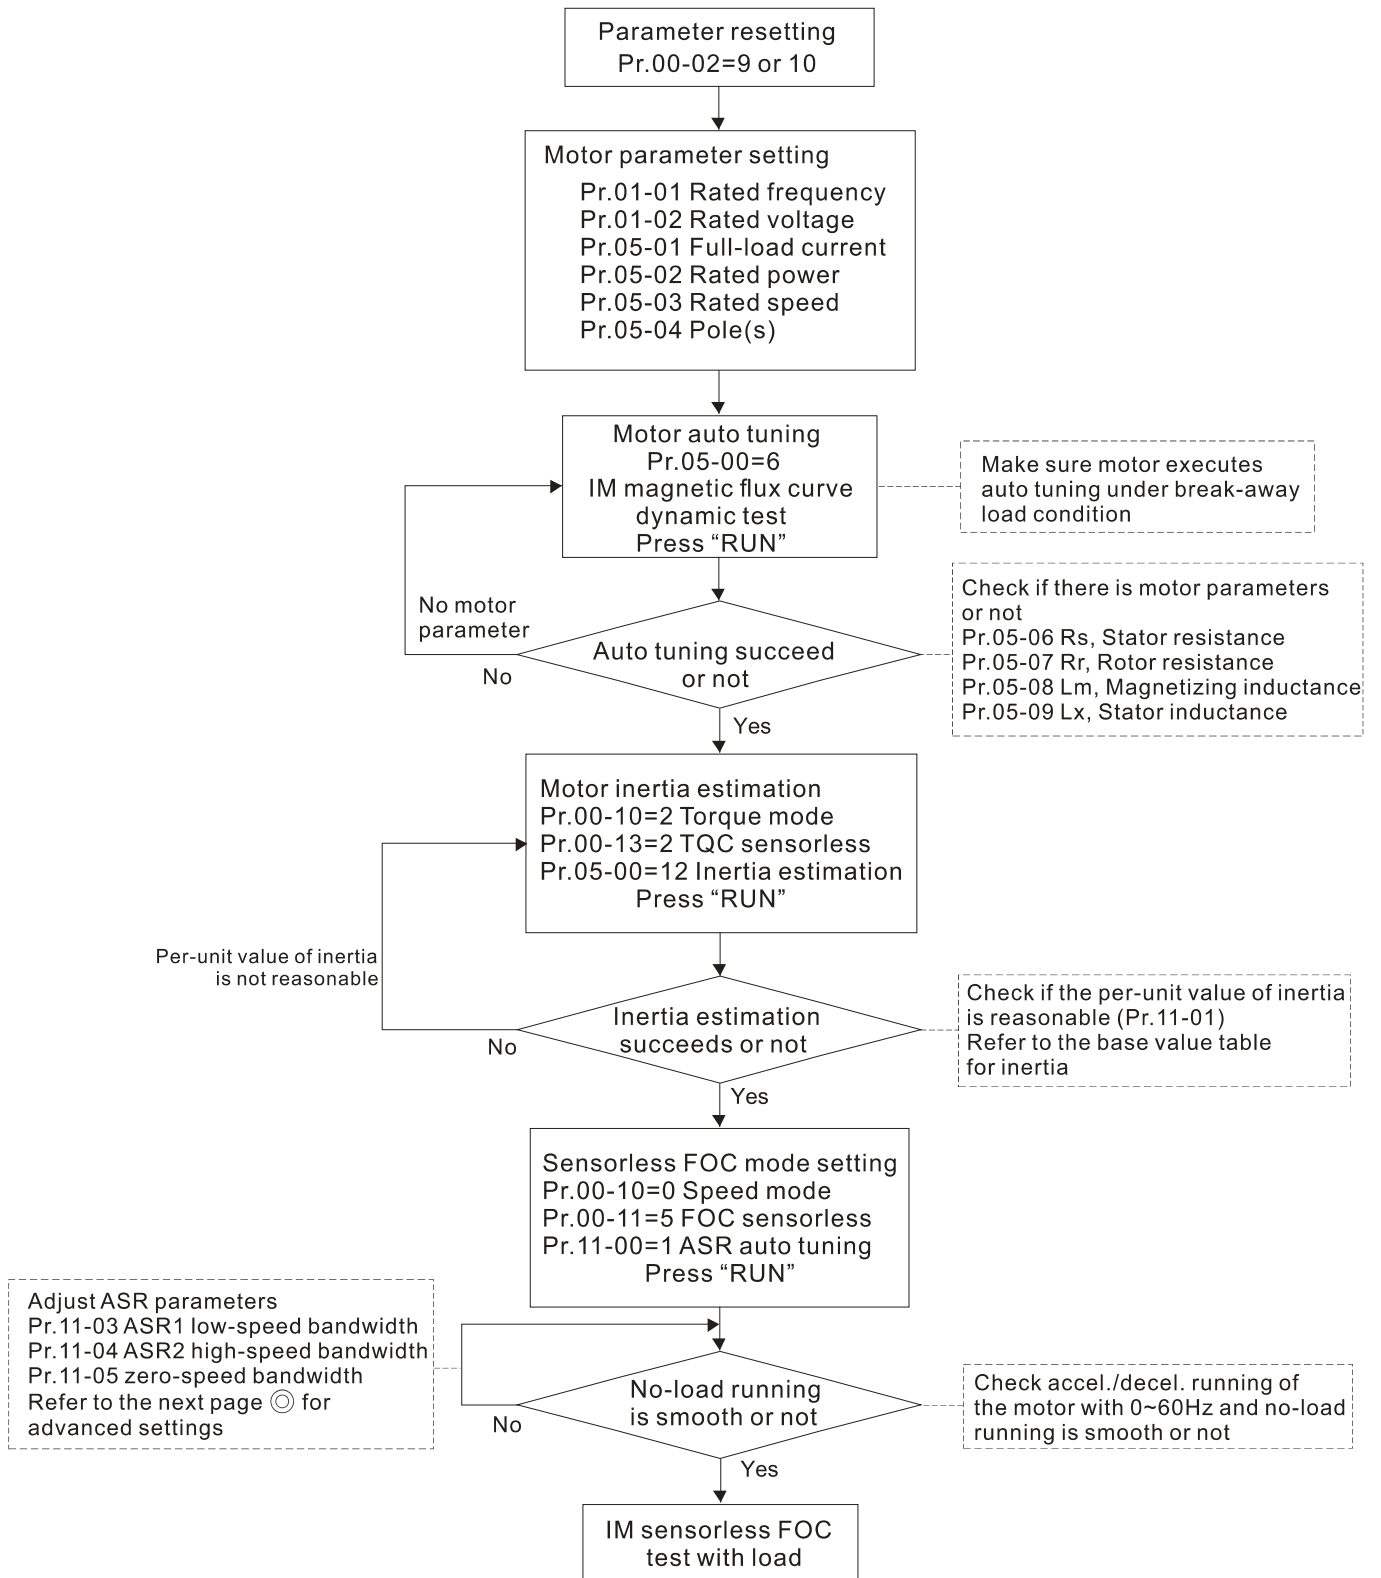 Parameter resetting
Pr.00-02=9 or 10
Motor parameter setting
Pr.01-01 Rated frequency
Pr.01-02 Rated voltage
Pr.05-01 Full-load current
Pr.05-02 Rated power
Pr.05-03 Rated speed
Pr.05-04 Pole(s)
Motor auto tuning
Pr.05-00=6
IM magnetic flux curve
dynamic test
Press “RUN”
Make sure motor executes
auto tuning under break-away
load condition
No motor
parameter
No
Auto tuning succeed
or not
Check if there is motor parameters
or not
Pr.05-06 Rs, Stator resistance
Pr.05-07 Rr, Rotor resistance
Pr.05-08 Lm, Magnetizing inductance
Pr.05-09 Lx, Stator inductance
Yes
Motor inertia estimation
Pr.00-10=2 Torque mode
Pr.00-13=2 TQC sensorless
Pr.05-00=12 Inertia estimation
Press “RUN”
Per-unit value of inertia
is not reasonable
No
Inertia estimation
succeeds or not
Check if the per-unit value of inertia
is reasonable (Pr.11-01)
Refer to the base value table
for inertia
Yes
Sensorless FOC mode setting
Pr.00-10=0 Speed mode
Pr.00-11=5 FOC sensorless
Pr.11-00=1 ASR auto tuning
Press “RUN”
Adjust ASR parameters
Pr.11-03 ASR1 low-speed bandwidth
Pr.11-04 ASR2 high-speed bandwidth
Pr.11-05 zero-speed bandwidth
Refer to the next page ◎ for
advanced settings
No
No-load running
is smooth or not
Check accel./decel. running of
the motor with 0~60Hz and no-load
running is smooth or not
Yes
IM sensorless FOC
test with load